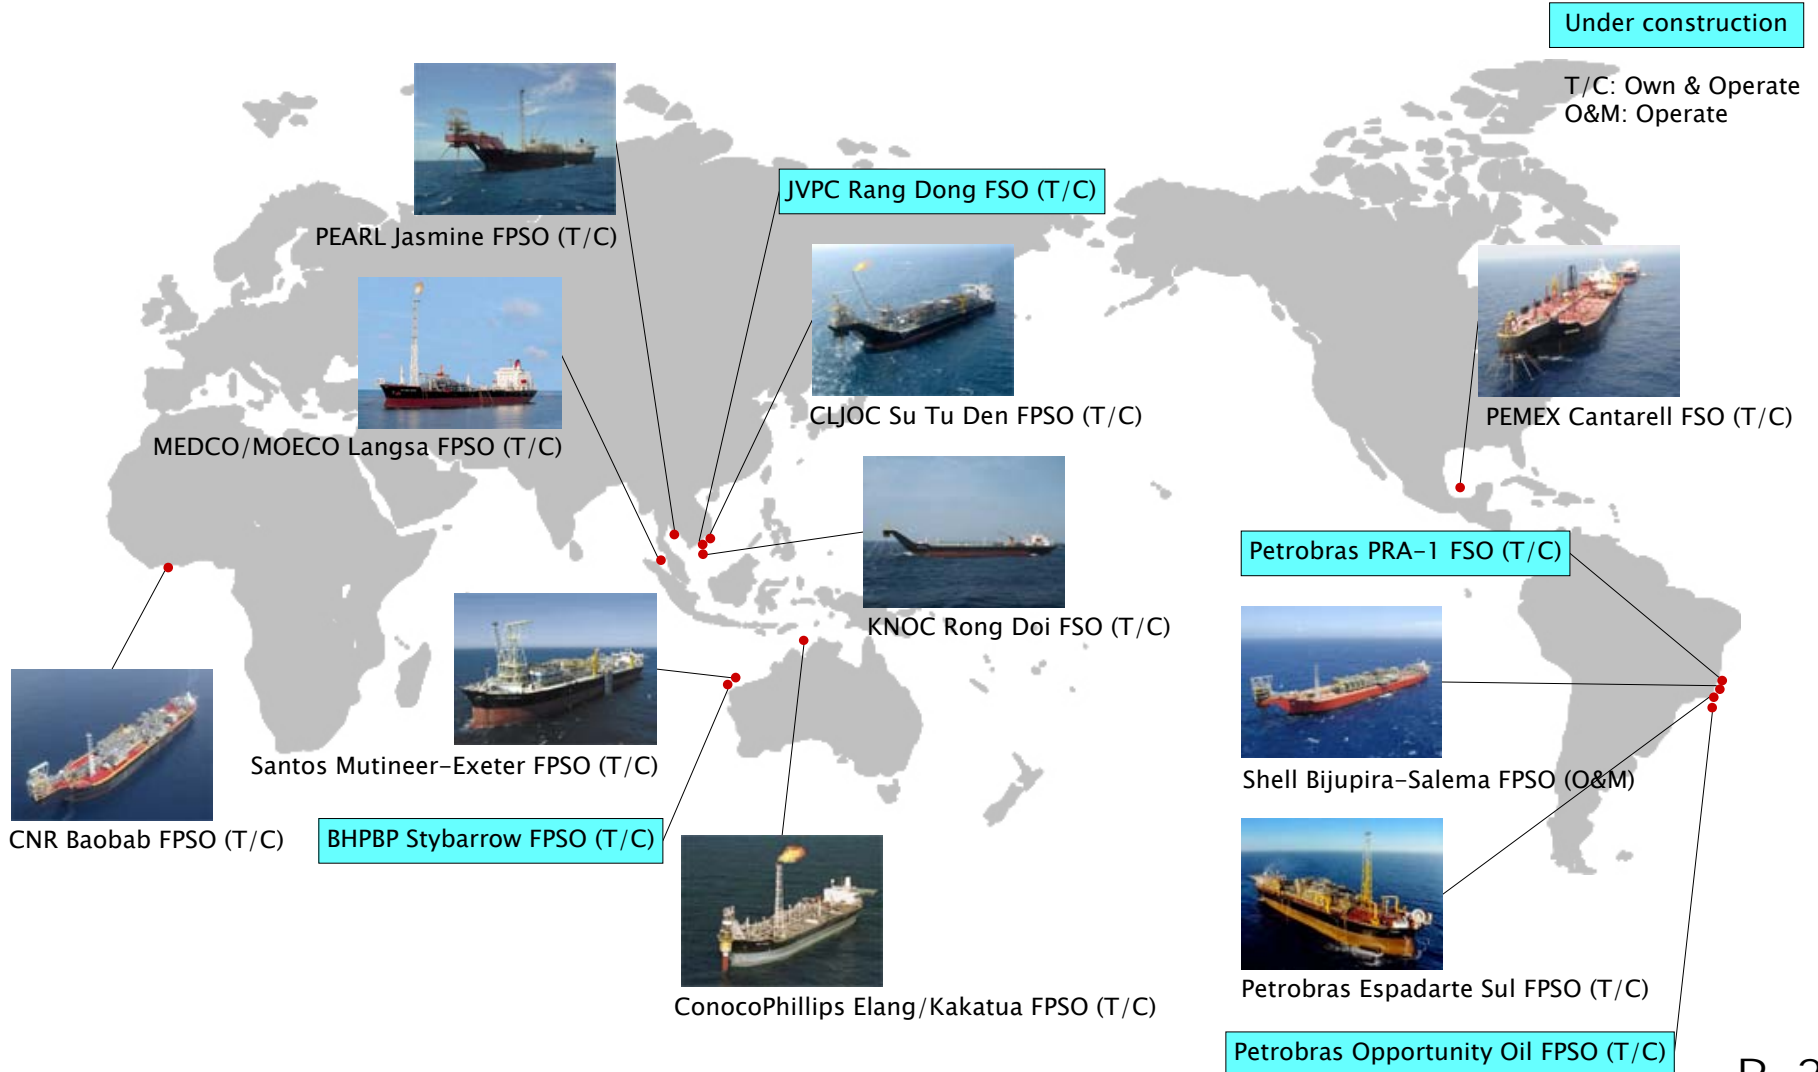 Under construction
T/C: Own & Operate
O&M: Operate
JVPC Rang Dong FSO (T/C)
PEARL Jasmine FPSO (T/C)
CLJOC Su Tu Den FPSO (T/C)
PEMEX Cantarell FSO (T/C)
MEDCO/MOECO Langsa FPSO (T/C)
Petrobras PRA-1 FSO (T/C)
KNOC Rong Doi FSO (T/C)
Santos Mutineer-Exeter FPSO (T/C)
Shell Bijupira-Salema FPSO (O&M)
CNR Baobab FPSO (T/C)
BHPBP Stybarrow FPSO (T/C)
Petrobras Espadarte Sul FPSO (T/C)
ConocoPhillips Elang/Kakatua FPSO (T/C)
Petrobras Opportunity Oil FPSO (T/C)